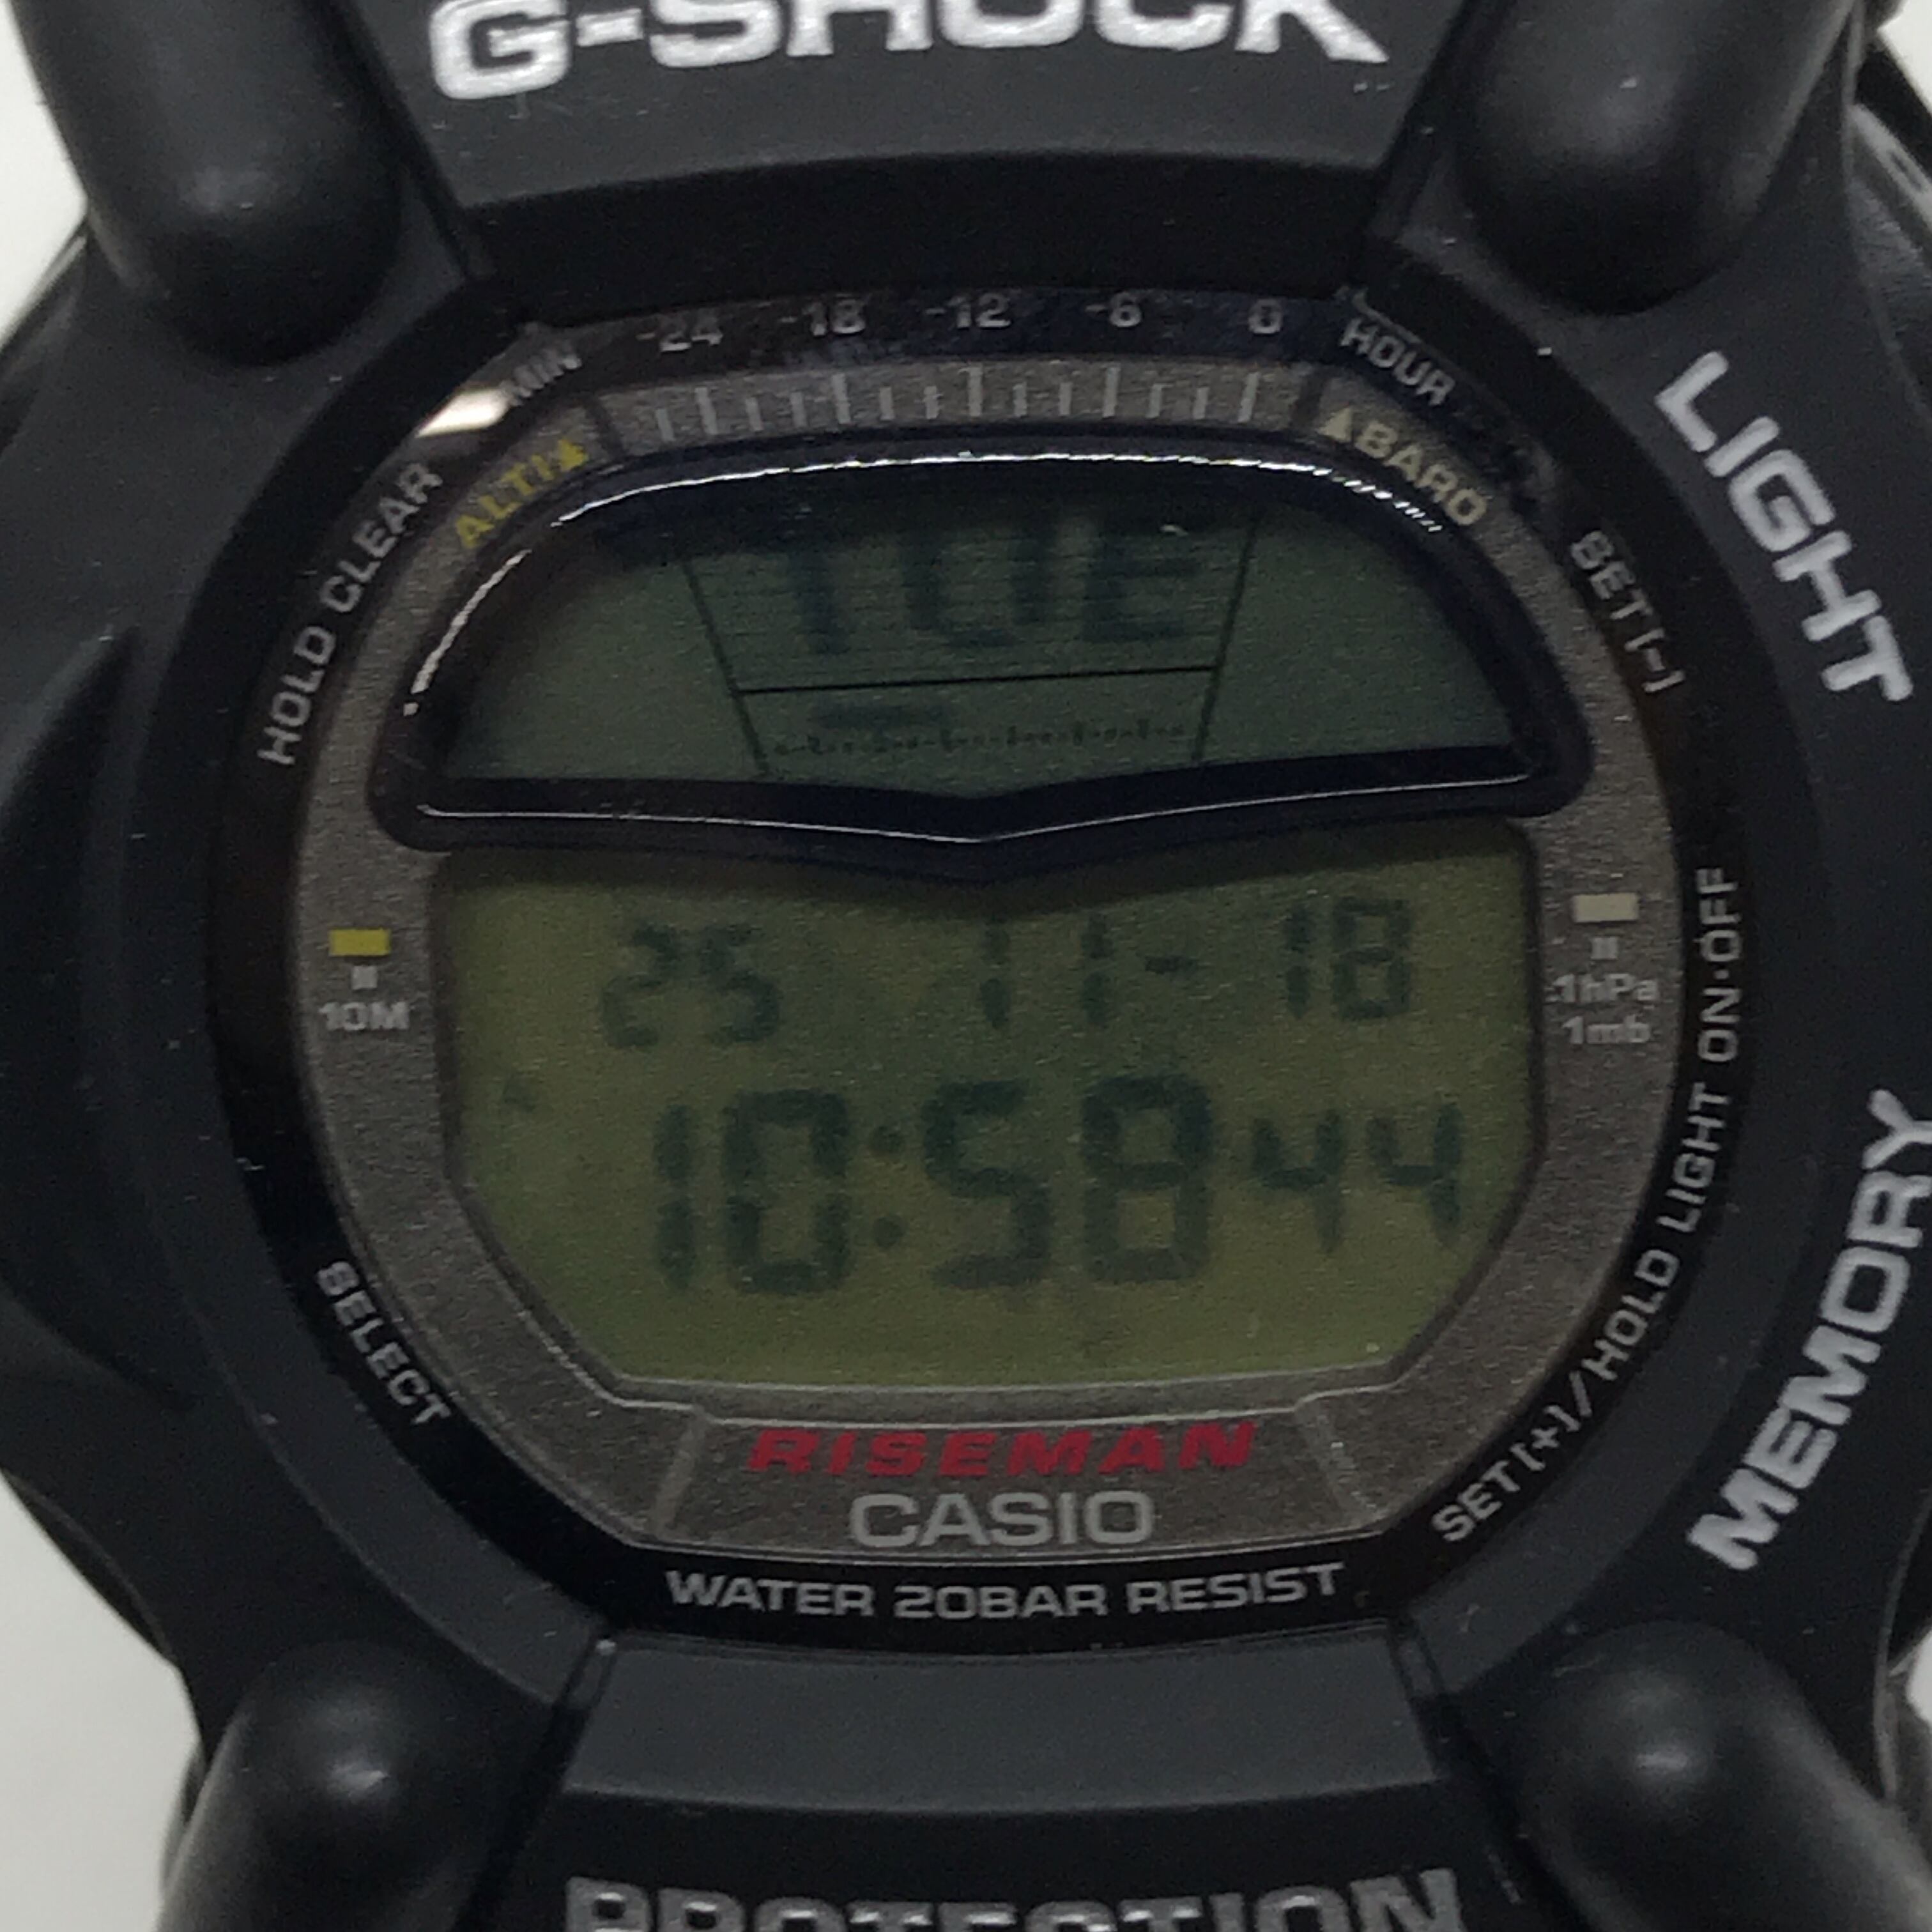 G-SHOCK
-24 -18 -12 -6 0
MIN
HOUR
ALTI
BARO
HOLD CLEAR
SET[-]
LIGHT
TUE
25 11-18
10M
1hPa
1mb
A
10:58 44
HOLD LIGHT ON·OFF
SET[+]/
SELECT
MEMORY
RISEMAN
CASIO
WATER 20BAR RESIST
PROTECTION